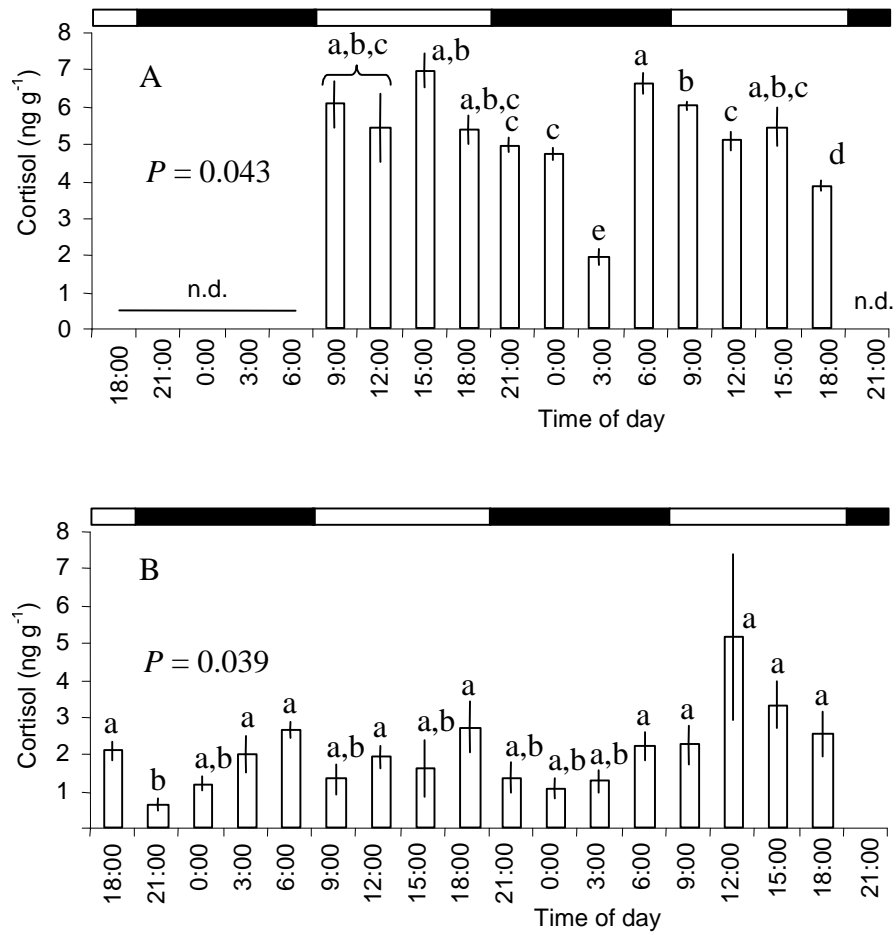 8
7
6
5
4
3
2
1
0
Cortisol (ng g⁻¹)
A
P = 0.043
n.d.
a,b,c
a,b
a,b,c
c
c
e
a
b
c
a,b,c
d
n.d.
18:00 21:00 0:00 3:00 6:00 9:00 12:00 15:00 18:00 21:00 0:00 3:00 6:00 9:00 12:00 15:00 18:00 21:00
Time of day
8
7
6
5
4
3
2
1
Cortisol (ng g⁻¹)
B
P = 0.039
a
b
a,b
a
a
a,b
a
a,b
a
a,b
a,b
a,b
a
a
a
a
a
18:00 21:00 0:00 3:00 6:00 9:00 12:00 15:00 18:00 21:00 0:00 3:00 6:00 9:00 12:00 15:00 18:00 21:00
Time of day